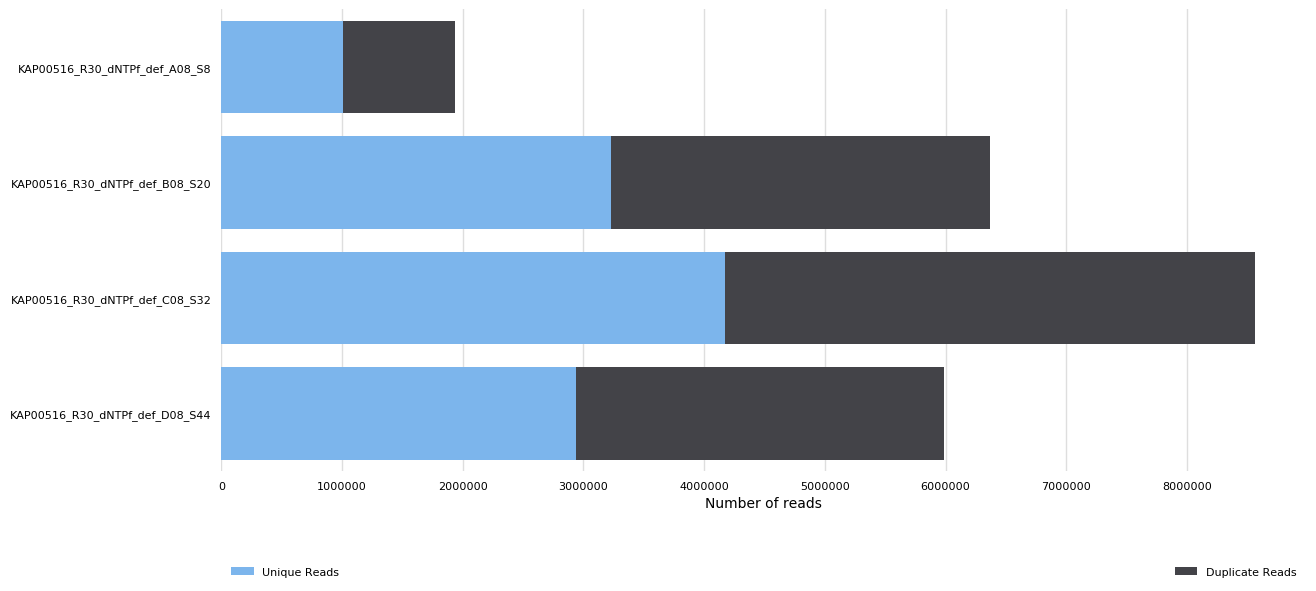 KAP00516_R30_dNTPf_def_A08_S8
KAP00516_R30_dNTPf_def_B08_S20
KAP00516_R30_dNTPf_def_C08_S32
KAP00516_R30_dNTPf_def_D08_S44
0 1000000 2000000 3000000 4000000 5000000 6000000 7000000 8000000
Number of reads
Unique Reads Duplicate Reads